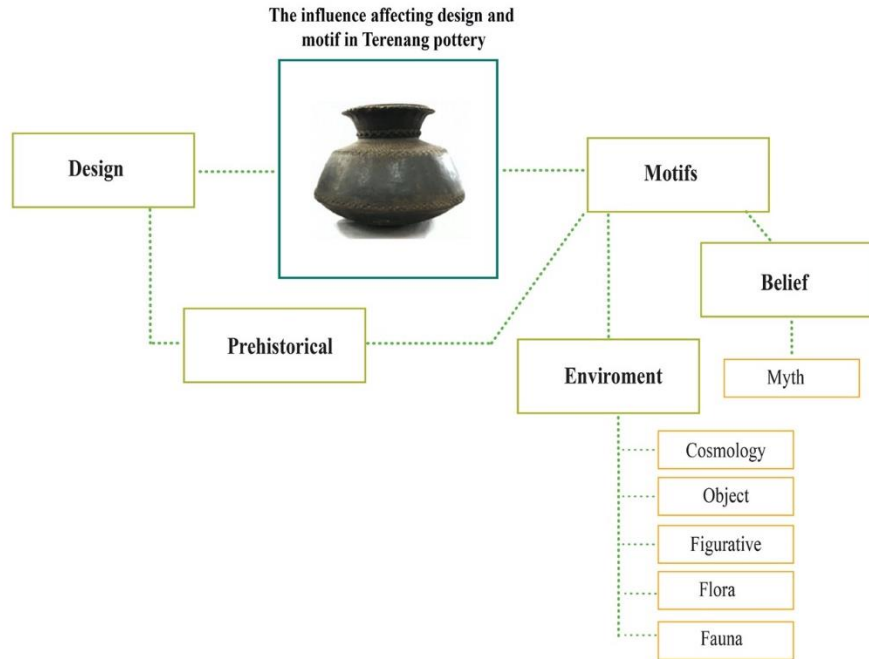 The influence affecting design and
motif in Terenang pottery
Design
Motifs
Belief
Prehistorical
Enviroment
Myth
Cosmology
Object
Figurative
Flora
Fauna